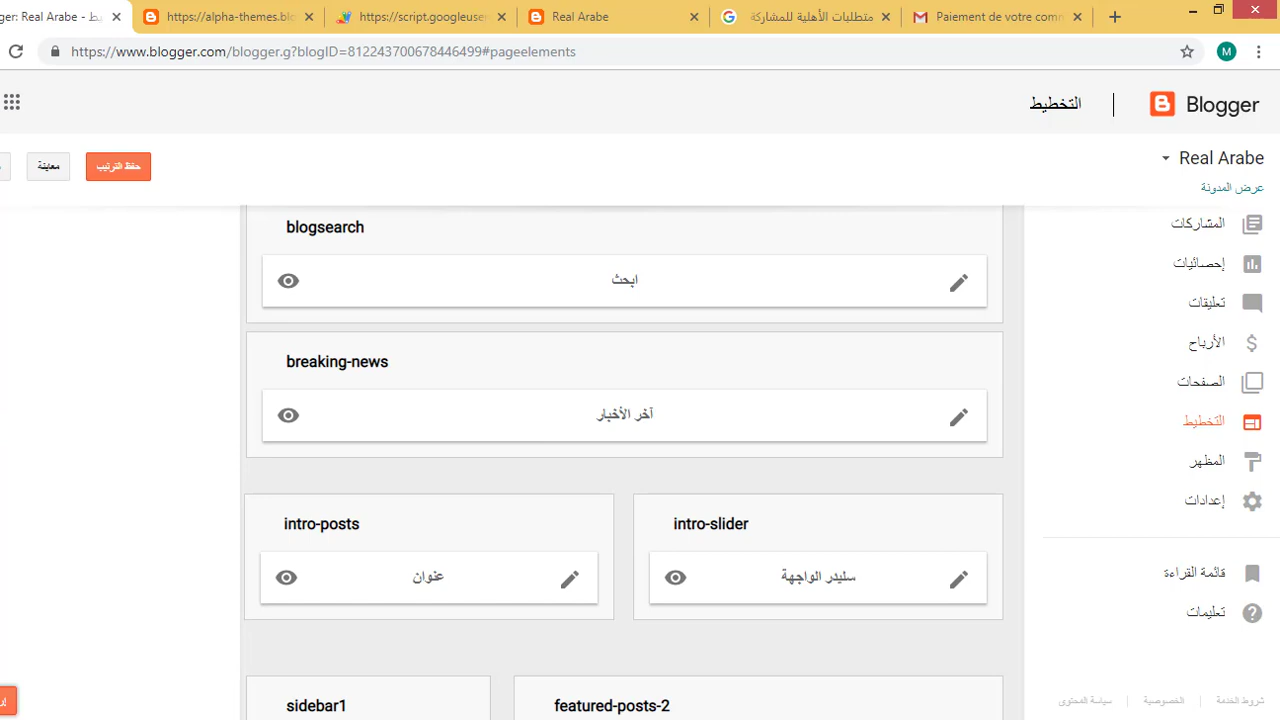 ger: Real Arabe - يط
https://alpha-themes.blo
https://script.googleuse
Real Arabe
متطلبات الأهلية للمشاركة
Paiement de votre comm
https://www.blogger.com/blogger.g?blogID=812243700678446499#pageelements
M
Blogger
التخطيط
Real Arabe
عرض المدونة
حفظ الترتيب
معاينة
المشاركات
إحصائيات
تعليقات
الأرباح
الصفحات
التخطيط
المظهر
إعدادات
قائمة القراءة
تعليمات
شروط الخدمة
الخصوصية
سياسة المحتوى
blogsearch
ابحث
breaking-news
آخر الأخبار
intro-slider
سليدر الواجهة
intro-posts
عنوان
featured-posts-2
sidebar1